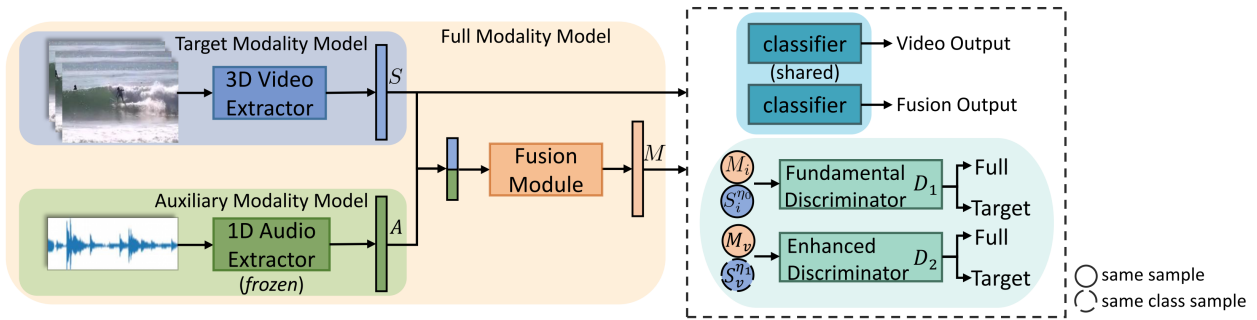 Target Modality Model
3D Video
Extractor
S
Full Modality Model
Fusion
Module
M
Auxiliary Modality Model
1D Audio
Extractor
(frozen)
A
classifier
Video Output
(shared)
classifier
Fusion Output
M_i
S_i^{η_0}
Fundamental
Discriminator
D_1
Full
Target
M_v
S_v^{η_1}
Enhanced
Discriminator
D_2
Full
Target
same sample
same class sample